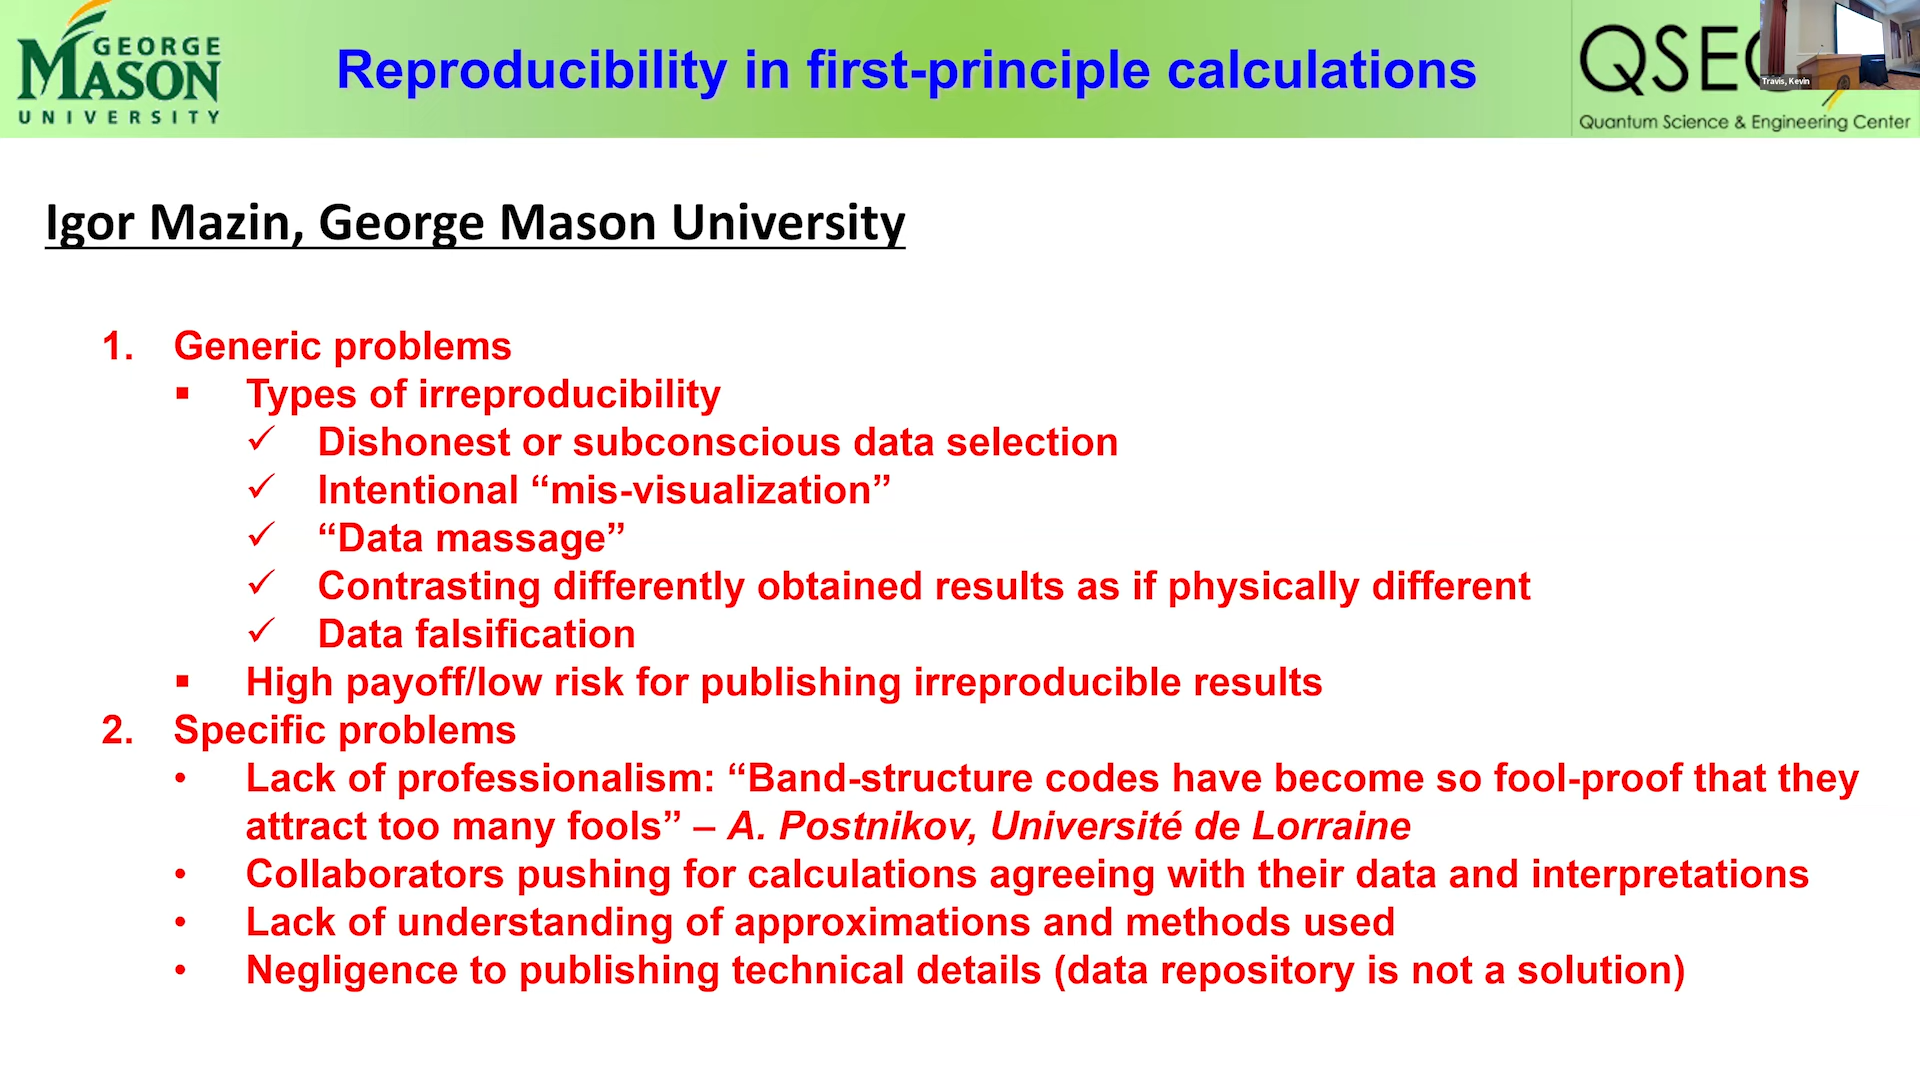 GEORGE
MASON
UNIVERSITY
Reproducibility in first-principle calculations
QSE
Travis, Kevin
Quantum Science & Engineering Center
Igor Mazin, George Mason University
1. Generic problems
▪ Types of irreproducibility
✓ Dishonest or subconscious data selection
✓ Intentional “mis-visualization”
✓ “Data massage”
✓ Contrasting differently obtained results as if physically different
✓ Data falsification
▪ High payoff/low risk for publishing irreproducible results
2. Specific problems
• Lack of professionalism: “Band-structure codes have become so fool-proof that they
attract too many fools” – A. Postnikov, Université de Lorraine
• Collaborators pushing for calculations agreeing with their data and interpretations
• Lack of understanding of approximations and methods used
• Negligence to publishing technical details (data repository is not a solution)